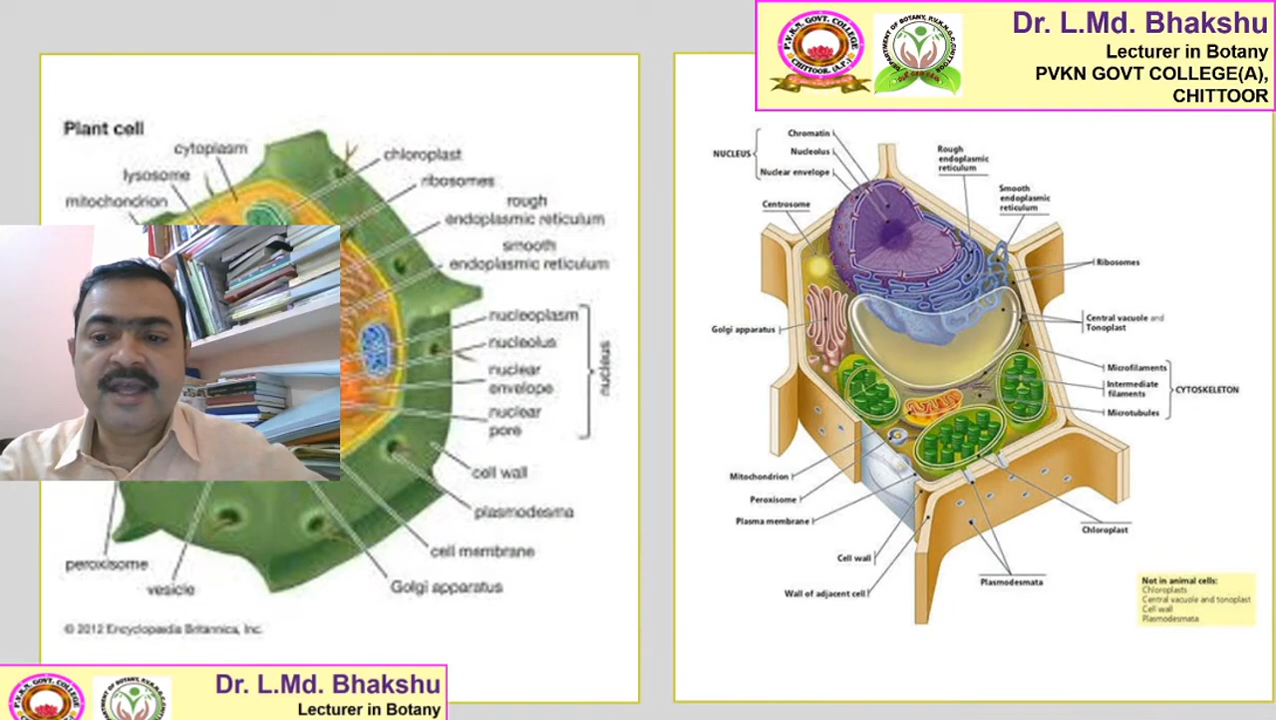 Dr. L.Md. Bhakshu
Lecturer in Botany
PVKN GOVT COLLEGE(A),
CHITTOOR
Plant cell
cytoplasm
lysosome
mitochondrion
chloroplast
ribosomes
rough
endoplasmic reticulum
smooth
endoplasmic reticulum
nucleoplasm
nucleolus
nuclear
envelope
nuclear
pore
nucleus
cell wall
plasmodesma
cell membrane
Golgi apparatus
peroxisome
vesicle
© 2012 Encyclopædia Britannica, Inc.
NUCLEUS
Chromatin
Nucleolus
Nuclear envelope
Centrosome
Rough
endoplasmic
reticulum
Smooth
endoplasmic
reticulum
Ribosomes
Golgi apparatus
Central vacuole and
Tonoplast
Microfilaments
Intermediate
filaments
Microtubules
CYTOSKELETON
Mitochondrion
Peroxisome
Plasma membrane
Cell wall
Wall of adjacent cell
Chloroplast
Plasmodesmata
Not in animal cells:
Chloroplasts
Central vacuole and tonoplast
Cell wall
Plasmodesmata
Dr. L.Md. Bhakshu
Lecturer in Botany